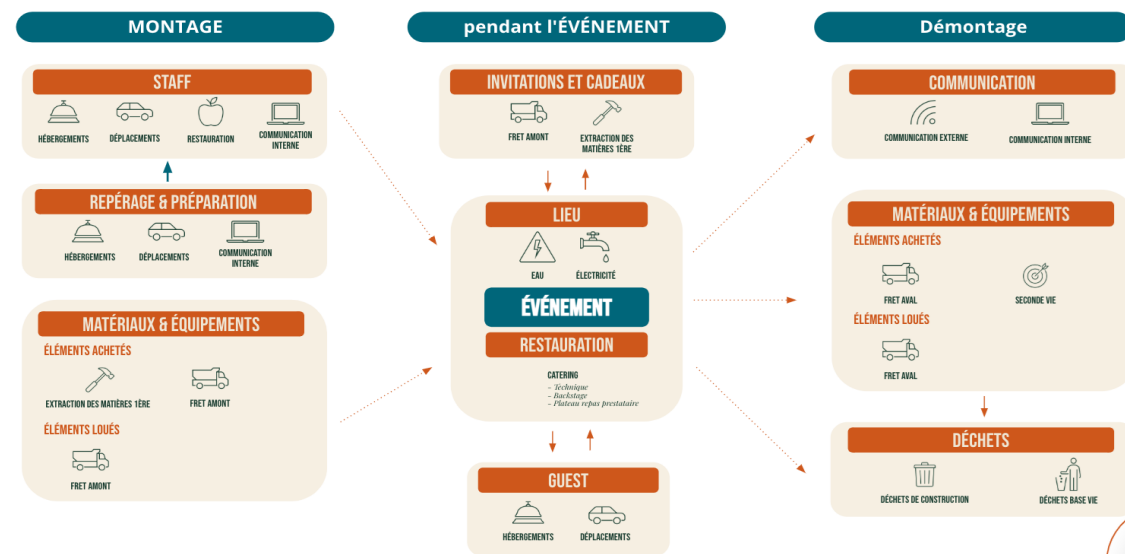 MONTAGE
STAFF
HÉBERGEMENTS
DÉPLACEMENTS
RESTAURATION
COMMUNICATION
INTERNE
REPÉRAGE & PRÉPARATION
HÉBERGEMENTS
DÉPLACEMENTS
COMMUNICATION
INTERNE
MATÉRIAUX & ÉQUIPEMENTS
ÉLÉMENTS ACHETÉS
EXTRACTION DES MATIÈRES 1ÈRE
FRET AMONT
ÉLÉMENTS LOUÉS
FRET AMONT
pendant l'ÉVÉNEMENT
INVITATIONS ET CADEAUX
FRET AMONT
EXTRACTION DES
MATIÈRES 1ÈRE
LIEU
EAU
ÉLECTRICITÉ
ÉVÉNEMENT
RESTAURATION
CATERING
- Technique
- Backstage
- Plateau repas prestataire
GUEST
HÉBERGEMENTS
DÉPLACEMENTS
Démontage
COMMUNICATION
COMMUNICATION EXTERNE
COMMUNICATION INTERNE
MATÉRIAUX & ÉQUIPEMENTS
ÉLÉMENTS ACHETÉS
FRET AVAL
SECONDE VIE
ÉLÉMENTS LOUÉS
FRET AVAL
DÉCHETS
DÉCHETS DE CONSTRUCTION
DÉCHETS BASE VIE